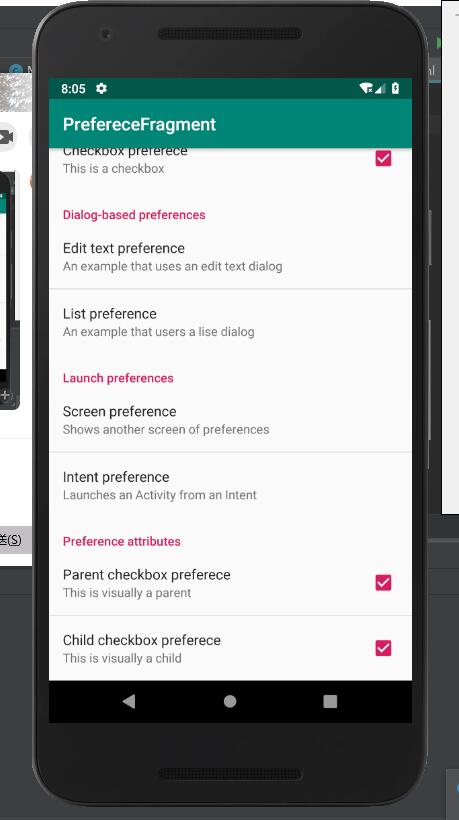 8:05
PrefereceFragment
Checkbox preferece
This is a checkbox
Dialog-based preferences
Edit text preference
An example that uses an edit text dialog
List preference
An example that users a lise dialog
Launch preferences
Screen preference
Shows another screen of preferences
Intent preference
Launches an Activity from an Intent
Preference attributes
Parent checkbox preferece
This is visually a parent
Child checkbox preferece
This is visually a child
(S)